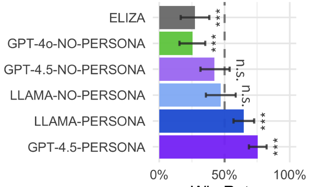 ELIZA
***
GPT-4o-NO-PERSONA
***
GPT-4.5-NO-PERSONA
n.s.
LLAMA-NO-PERSONA
n.s.
LLAMA-PERSONA
***
GPT-4.5-PERSONA
***
0% 50% 100%